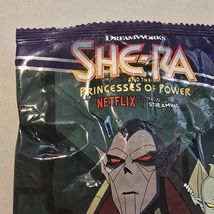 DREAMWORKS
SHE-RA
AND THE
PRINCESSES OF POWER
NETFLIX | NOW
STREAMING